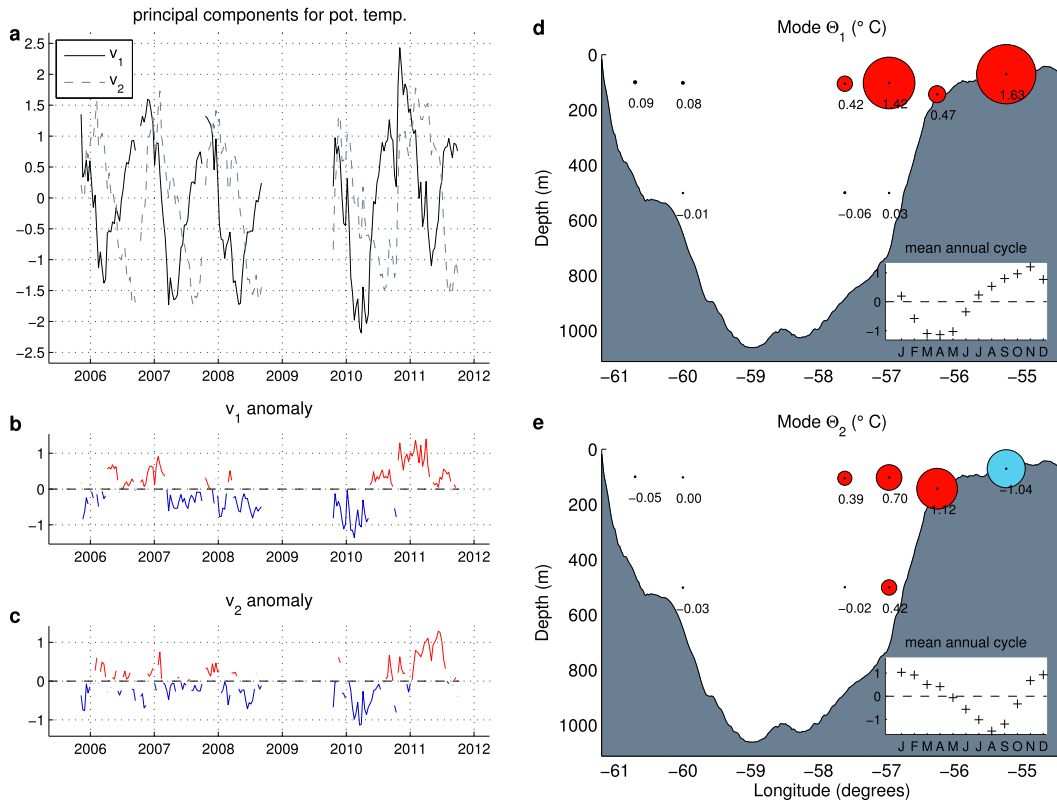 principal components for pot. temp.
a
v1
v2
2.5
2
1.5
1
0.5
0
−0.5
−1
−1.5
−2
−2.5
2006 2007 2008 2009 2010 2011 2012
b
v1 anomaly
1
0
−1
2006 2007 2008 2009 2010 2011 2012
c
v2 anomaly
1
0
−1
2006 2007 2008 2009 2010 2011 2012
d
Mode Θ1 (° C)
Depth (m)
0
200
400
600
800
1000
0.09 0.08 0.42 1.42 0.47 1.63
−0.01 −0.06 0.03
mean annual cycle
1
0
−1
J F M A M J J A S O N D
−61 −60 −59 −58 −57 −56 −55
e
Mode Θ2 (° C)
Depth (m)
0
200
400
600
800
1000
−0.05 0.00 0.39 0.70 1.12 −1.04
−0.03 −0.02 0.42
mean annual cycle
1
0
−1
J F M A M J J A S O N D
−61 −60 −59 −58 −57 −56 −55
Longitude (degrees)